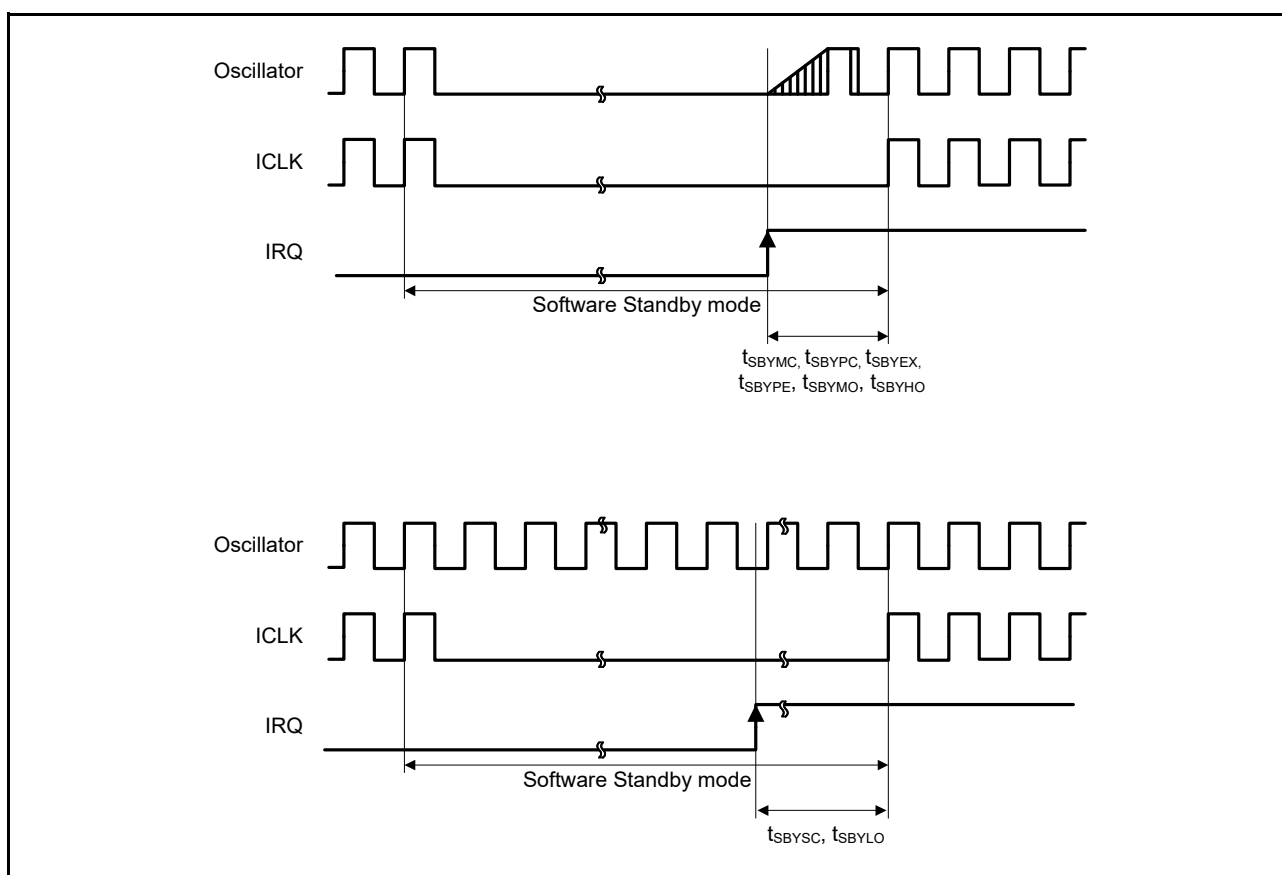 Oscillator
ICLK
IRQ
Software Standby mode
tSBYMC, tSBYPC, tSBYEX,
tSBYPE, tSBYMO, tSBYHO
Oscillator
ICLK
IRQ
Software Standby mode
tSBYSC, tSBYLO